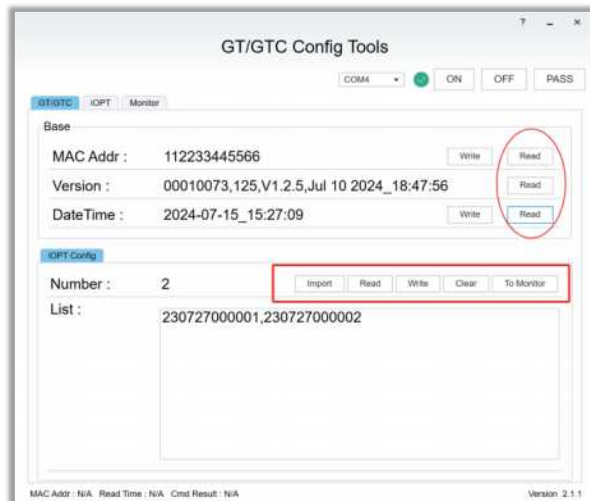 ? – ×
GT/GTC Config Tools
COM4 ON OFF PASS
GT/GTC iOPT Monitor
Base
MAC Addr : 112233445566 Write Read
Version : 00010073,125,V1.2.5,Jul 10 2024_18:47:56 Read
DateTime : 2024-07-15_15:27:09 Write Read
iOPT Config
Number : 2 Import Read Write Clear To Monitor
List : 230727000001,230727000002
MAC Addr : N/A Read Time : N/A Cmd Result : N/A Version 2.1.1